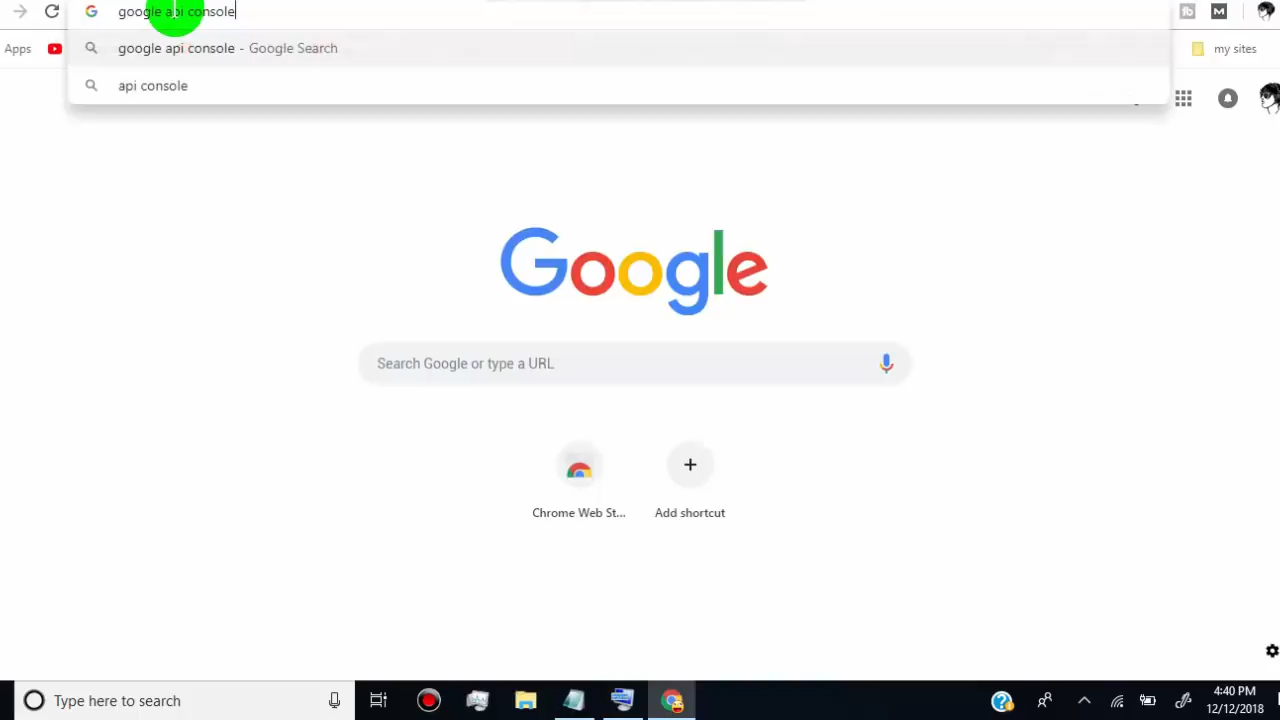 google api console
google api console - Google Search
api console
Apps
my sites
fb
M
Google
Search Google or type a URL
Chrome Web St...
Add shortcut
Type here to search
4:40 PM
12/12/2018